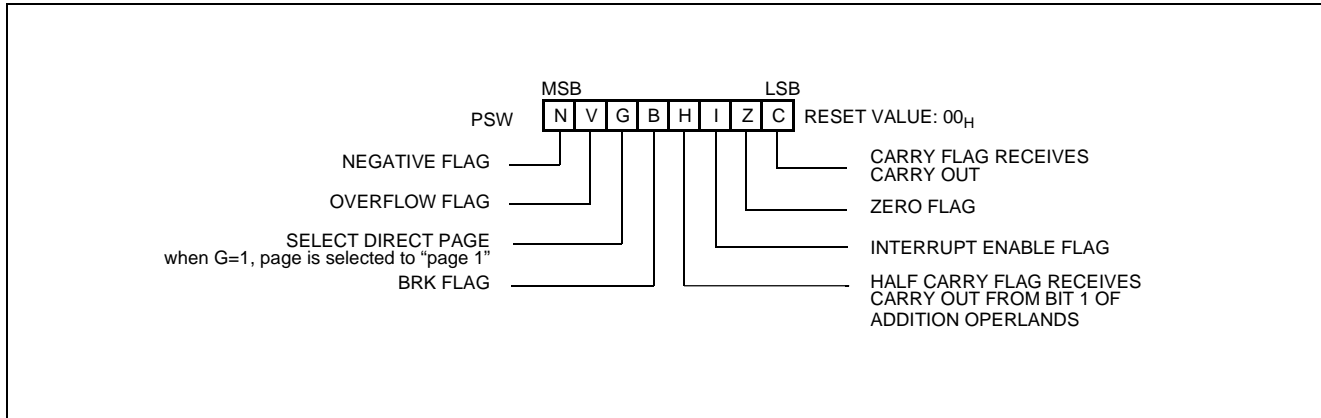 MSB LSB
PSW N V G B H I Z C RESET VALUE: 00H
NEGATIVE FLAG
OVERFLOW FLAG
SELECT DIRECT PAGE
when G=1, page is selected to “page 1”
BRK FLAG
CARRY FLAG RECEIVES
CARRY OUT
ZERO FLAG
INTERRUPT ENABLE FLAG
HALF CARRY FLAG RECEIVES
CARRY OUT FROM BIT 1 OF
ADDITION OPERLANDS